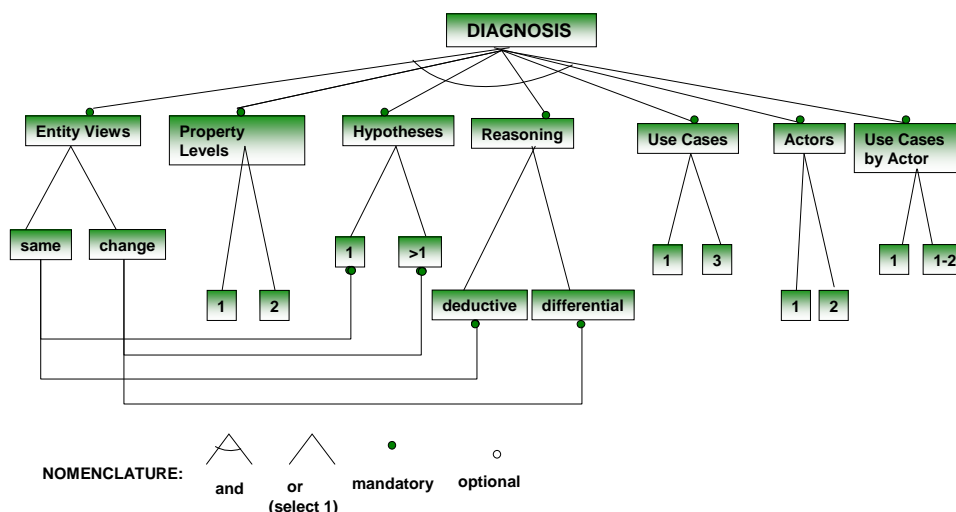 DIAGNOSIS
Entity Views
Property
Levels
Hypotheses
Reasoning
Use Cases
Actors
Use Cases
by Actor
same
change
1
>1
1
3
1
1-2
1
2
deductive
differential
1
2
NOMENCLATURE:
and
or
(select 1)
mandatory
optional